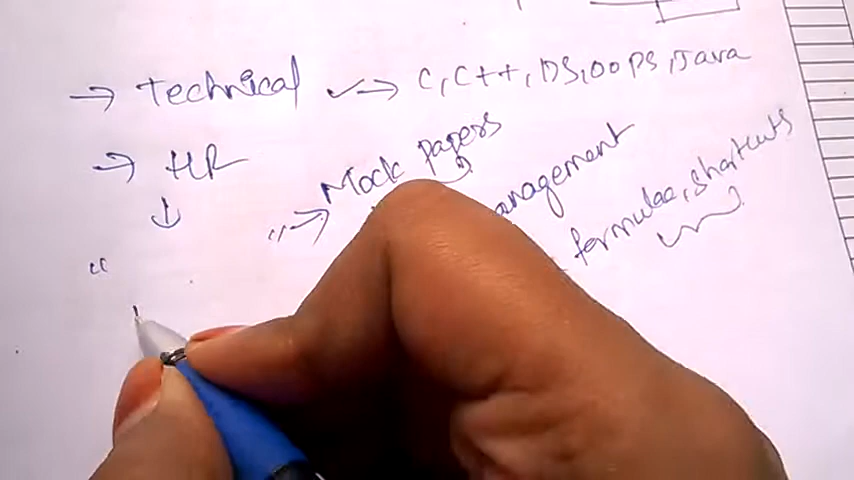 → Technical ✓→ C, C++, DS, OOPS, Java
→ HR
↓
" → Mock papers
anagement
formulae, shortcuts
"